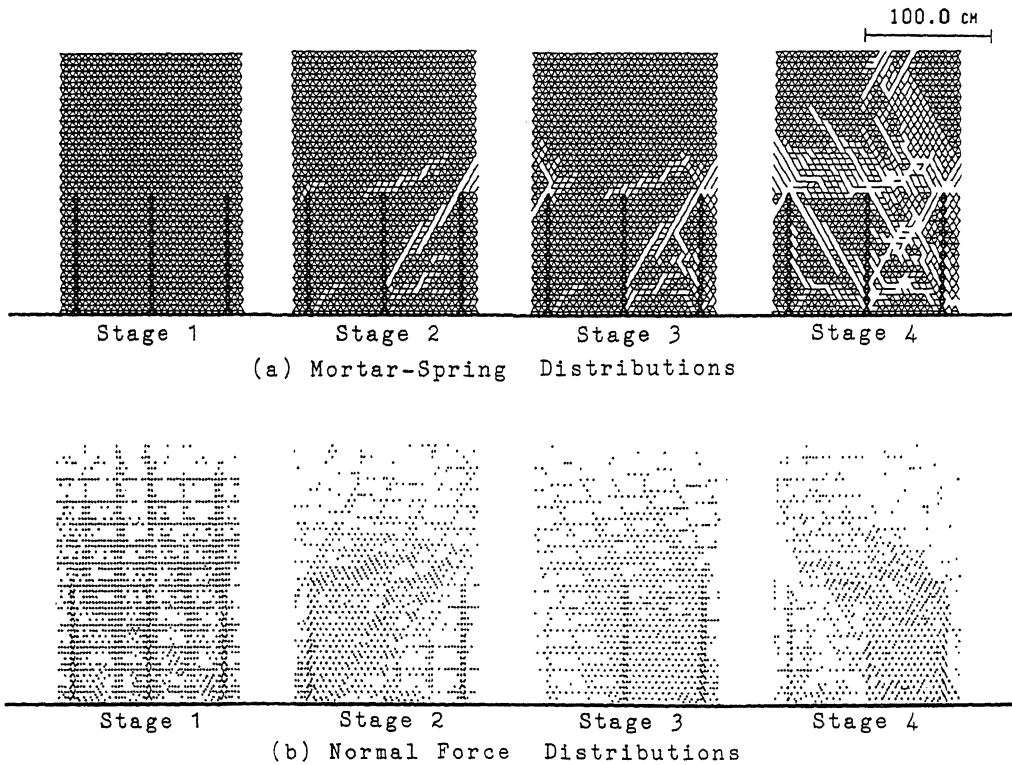 100.0 CM
Stage 1 Stage 2 Stage 3 Stage 4
(a) Mortar-Spring Distributions
Stage 1 Stage 2 Stage 3 Stage 4
(b) Normal Force Distributions